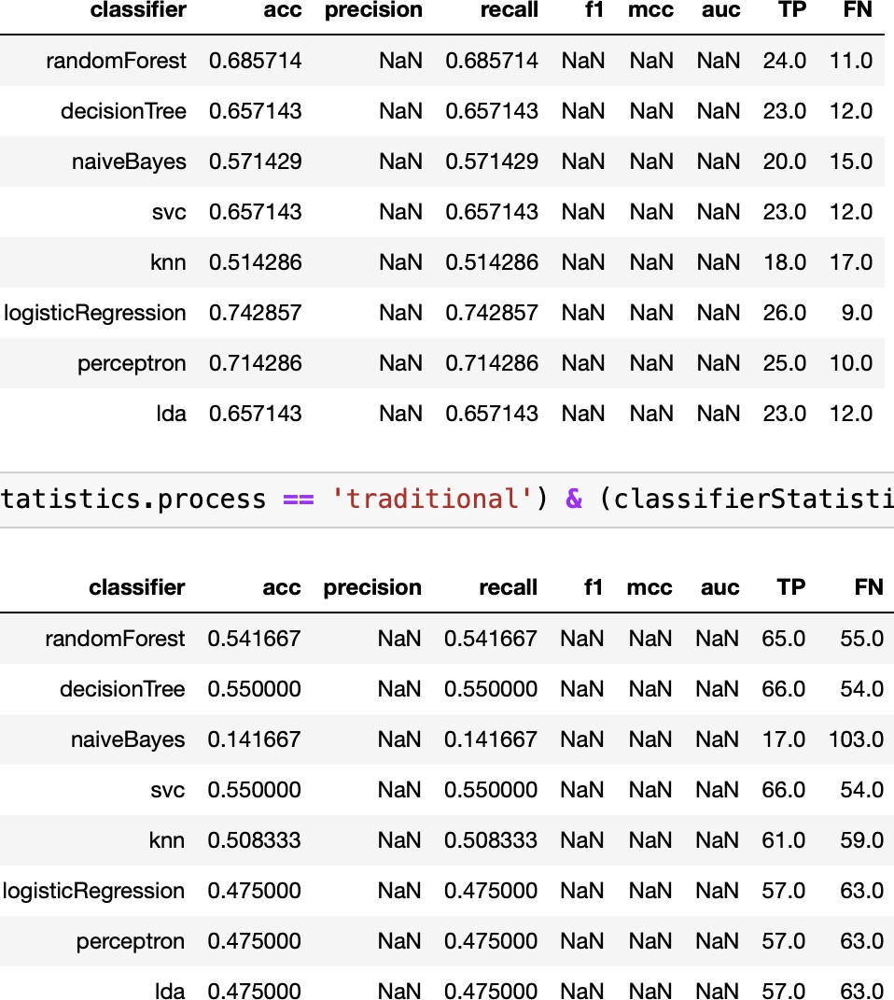 classifier acc precision recall f1 mcc auc TP FN
randomForest 0.685714 NaN 0.685714 NaN NaN NaN 24.0 11.0
decisionTree 0.657143 NaN 0.657143 NaN NaN NaN 23.0 12.0
naiveBayes 0.571429 NaN 0.571429 NaN NaN NaN 20.0 15.0
svc 0.657143 NaN 0.657143 NaN NaN NaN 23.0 12.0
knn 0.514286 NaN 0.514286 NaN NaN NaN 18.0 17.0
logisticRegression 0.742857 NaN 0.742857 NaN NaN NaN 26.0 9.0
perceptron 0.714286 NaN 0.714286 NaN NaN NaN 25.0 10.0
lda 0.657143 NaN 0.657143 NaN NaN NaN 23.0 12.0
tatistics.process == 'traditional') & (classifierStatisti
classifier acc precision recall f1 mcc auc TP FN
randomForest 0.541667 NaN 0.541667 NaN NaN NaN 65.0 55.0
decisionTree 0.550000 NaN 0.550000 NaN NaN NaN 66.0 54.0
naiveBayes 0.141667 NaN 0.141667 NaN NaN NaN 17.0 103.0
svc 0.550000 NaN 0.550000 NaN NaN NaN 66.0 54.0
knn 0.508333 NaN 0.508333 NaN NaN NaN 61.0 59.0
logisticRegression 0.475000 NaN 0.475000 NaN NaN NaN 57.0 63.0
perceptron 0.475000 NaN 0.475000 NaN NaN NaN 57.0 63.0
lda 0.475000 NaN 0.475000 NaN NaN NaN 57.0 63.0